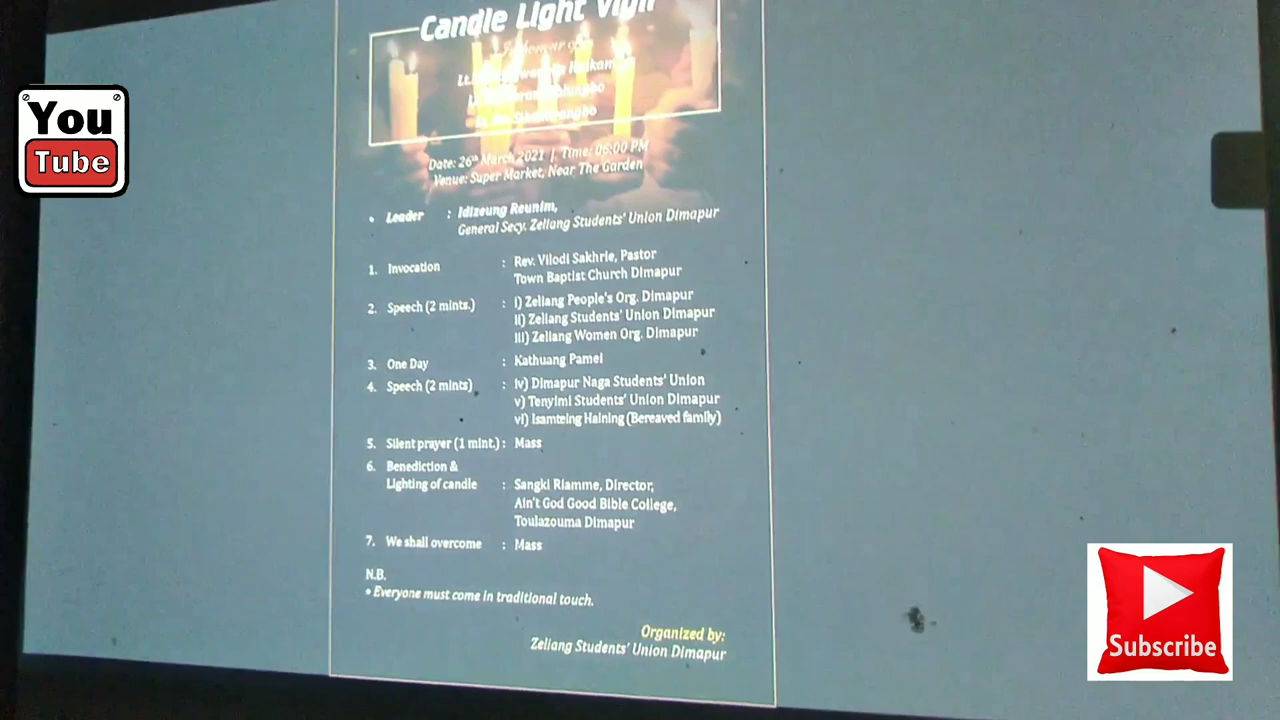 Candle Light Vigil
You
Tube
Date: 26th March 2021 | Time: 06:00 PM
Venue: Super Market, Near The Garden
• Leader : Idizeung Reunim,
General Secy. Zeliang Students' Union Dimapur
1. Invocation : Rev. Vilodi Sakhrie, Pastor
Town Baptist Church Dimapur
2. Speech (2 mints.) : i) Zeliang People's Org. Dimapur
ii) Zeliang Students' Union Dimapur
iii) Zeliang Women Org. Dimapur
3. One Day : Kathuang Pamei
4. Speech (2 mints) : iv) Dimapur Naga Students' Union
v) Tenyimi Students' Union Dimapur
vi) Isamteing Haining (Bereaved family)
5. Silent prayer (1 mint.) : Mass
6. Benediction &
Lighting of candle : Sangki Riamme, Director,
Ain't God Good Bible College,
Toulazouma Dimapur
7. We shall overcome : Mass
N.B.
• Everyone must come in traditional touch.
Organized by:
Zeliang Students' Union Dimapur
Subscribe